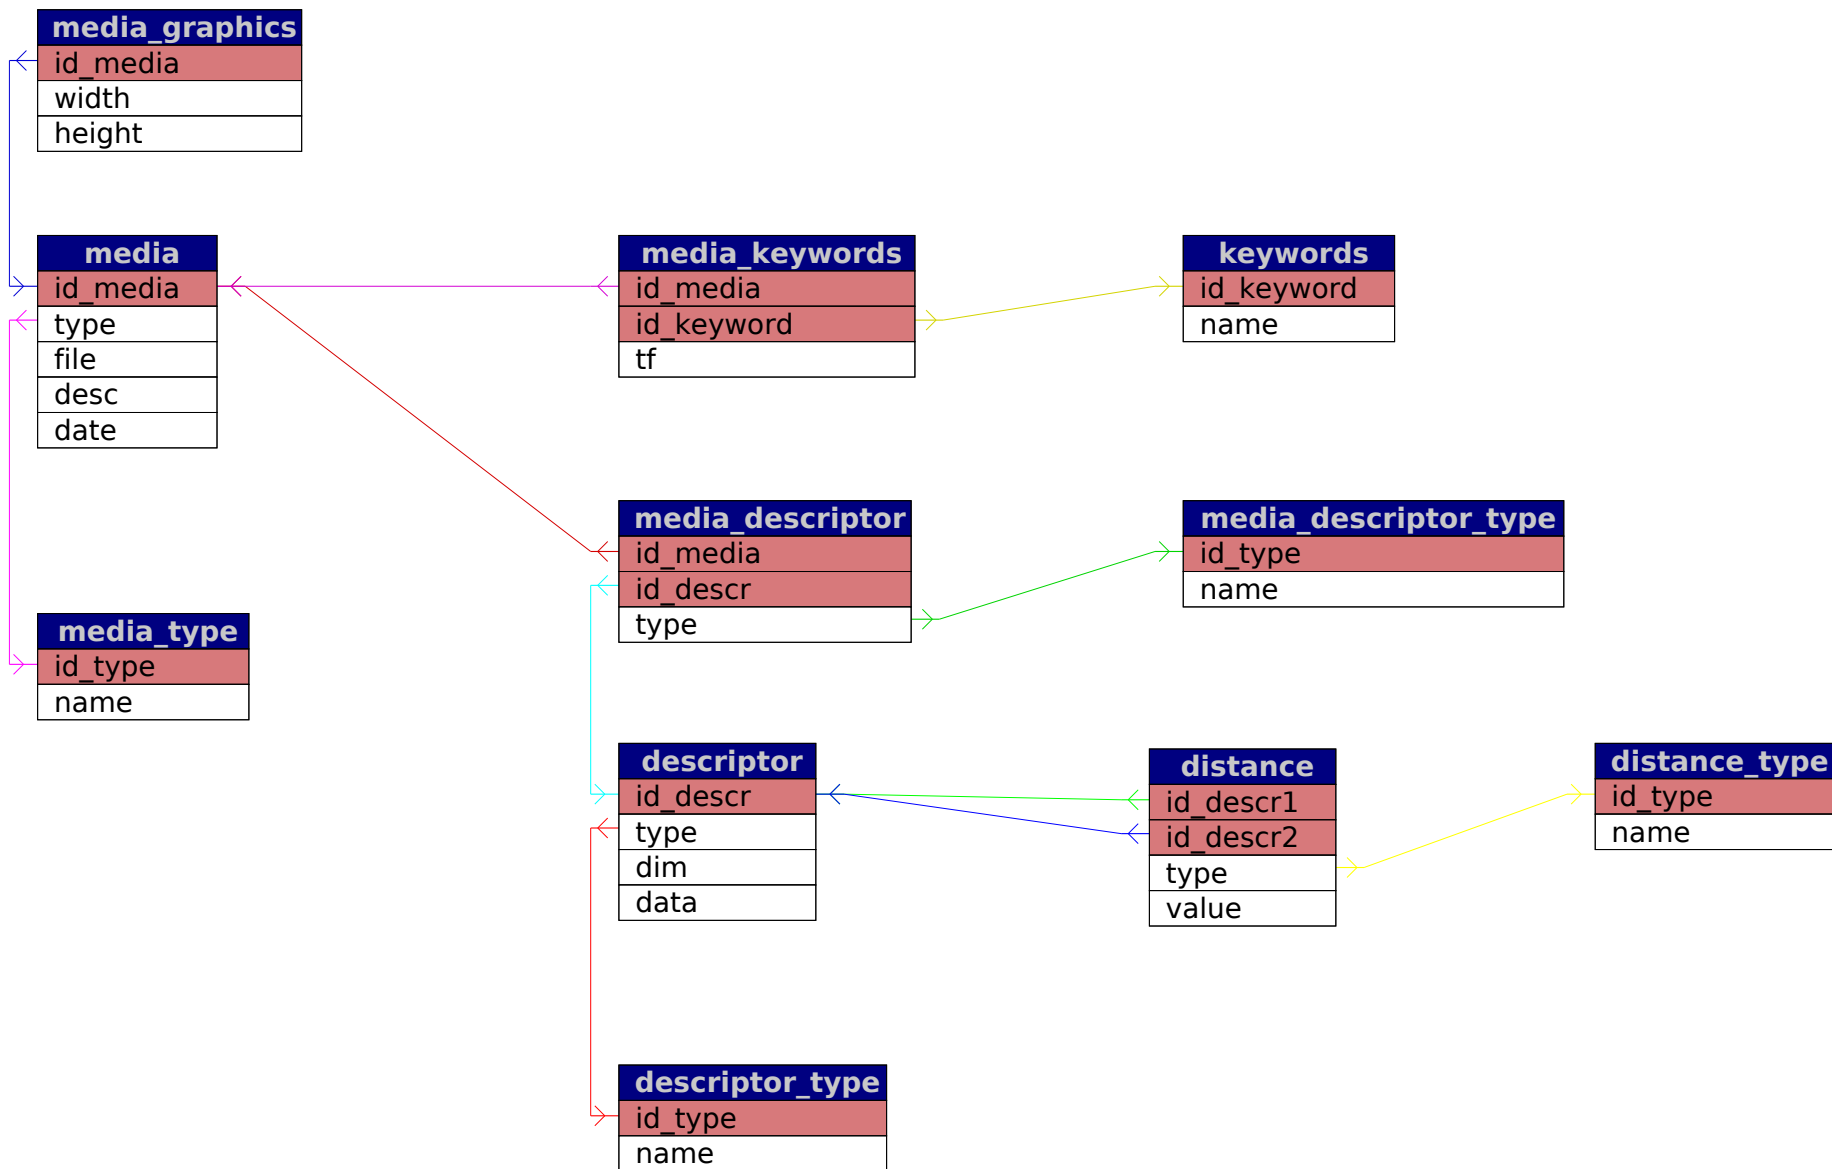 media_graphics
id_media
width
height
media
id_media
type
file
desc
date
media_keywords
id_media
id_keyword
tf
keywords
id_keyword
name
media_descriptor
id_media
id_descr
type
media_descriptor_type
id_type
name
media_type
id_type
name
descriptor
id_descr
type
dim
data
distance
id_descr1
id_descr2
type
value
distance_type
id_type
name
descriptor_type
id_type
name